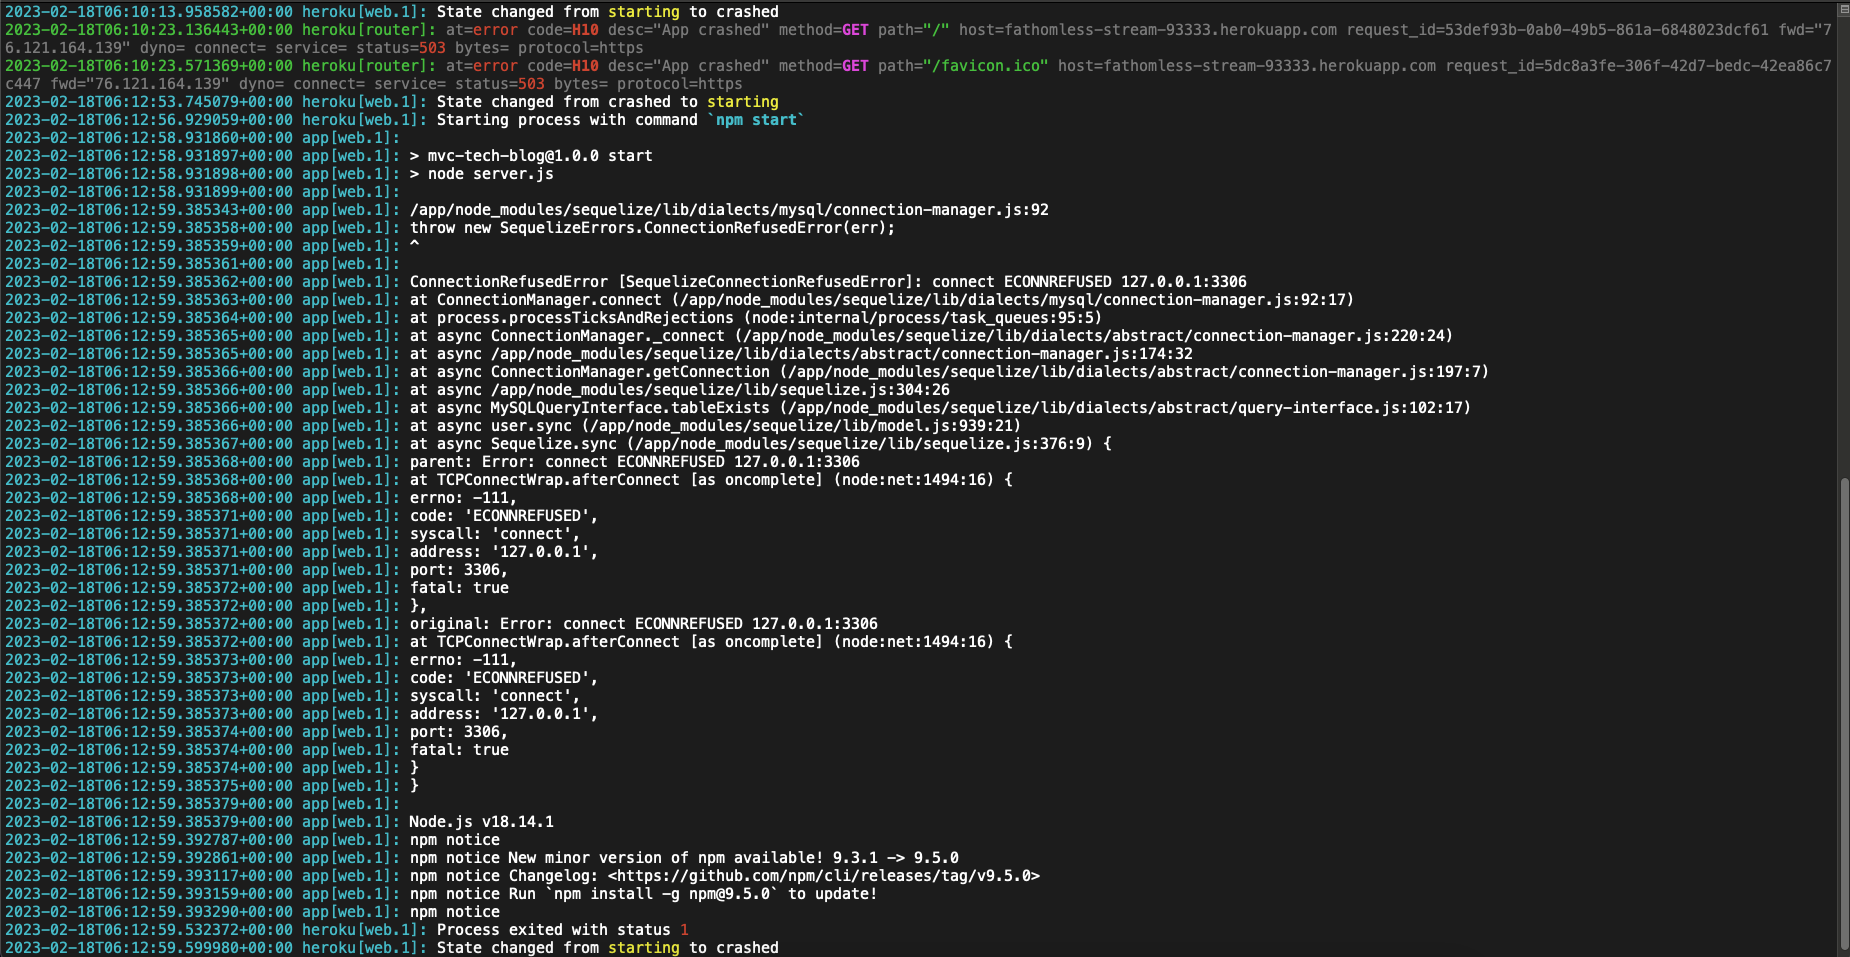 2023-02-18T06:10:13.958582+00:00 heroku[web.1]: State changed from starting to crashed
2023-02-18T06:10:23.136443+00:00 heroku[router]: at=error code=H10 desc="App crashed" method=GET path="/" host=fathomless-stream-93333.herokuapp.com request_id=53def93b-0ab0-49b5-861a-6848023dcf61 fwd="7
6.121.164.139" dyno= connect= service= status=503 bytes= protocol=https
2023-02-18T06:10:23.571369+00:00 heroku[router]: at=error code=H10 desc="App crashed" method=GET path="/favicon.ico" host=fathomless-stream-93333.herokuapp.com request_id=5dc8a3fe-306f-42d7-bedc-42ea86c7
c447 fwd="76.121.164.139" dyno= connect= service= status=503 bytes= protocol=https
2023-02-18T06:12:53.745079+00:00 heroku[web.1]: State changed from crashed to starting
2023-02-18T06:12:56.929059+00:00 heroku[web.1]: Starting process with command `npm start`
2023-02-18T06:12:58.931860+00:00 app[web.1]:
2023-02-18T06:12:58.931897+00:00 app[web.1]: > mvc-tech-blog@1.0.0 start
2023-02-18T06:12:58.931898+00:00 app[web.1]: > node server.js
2023-02-18T06:12:58.931899+00:00 app[web.1]:
2023-02-18T06:12:59.385343+00:00 app[web.1]: /app/node_modules/sequelize/lib/dialects/mysql/connection-manager.js:92
2023-02-18T06:12:59.385358+00:00 app[web.1]: throw new SequelizeErrors.ConnectionRefusedError(err);
2023-02-18T06:12:59.385359+00:00 app[web.1]: ^
2023-02-18T06:12:59.385361+00:00 app[web.1]:
2023-02-18T06:12:59.385362+00:00 app[web.1]: ConnectionRefusedError [SequelizeConnectionRefusedError]: connect ECONNREFUSED 127.0.0.1:3306
2023-02-18T06:12:59.385363+00:00 app[web.1]: at ConnectionManager.connect (/app/node_modules/sequelize/lib/dialects/mysql/connection-manager.js:92:17)
2023-02-18T06:12:59.385364+00:00 app[web.1]: at process.processTicksAndRejections (node:internal/process/task_queues:95:5)
2023-02-18T06:12:59.385365+00:00 app[web.1]: at async ConnectionManager._connect (/app/node_modules/sequelize/lib/dialects/abstract/connection-manager.js:220:24)
2023-02-18T06:12:59.385365+00:00 app[web.1]: at async /app/node_modules/sequelize/lib/dialects/abstract/connection-manager.js:174:32
2023-02-18T06:12:59.385366+00:00 app[web.1]: at async ConnectionManager.getConnection (/app/node_modules/sequelize/lib/dialects/abstract/connection-manager.js:197:7)
2023-02-18T06:12:59.385366+00:00 app[web.1]: at async /app/node_modules/sequelize/lib/sequelize.js:304:26
2023-02-18T06:12:59.385366+00:00 app[web.1]: at async MySQLQueryInterface.tableExists (/app/node_modules/sequelize/lib/dialects/abstract/query-interface.js:102:17)
2023-02-18T06:12:59.385366+00:00 app[web.1]: at async user.sync (/app/node_modules/sequelize/lib/model.js:939:21)
2023-02-18T06:12:59.385367+00:00 app[web.1]: at async Sequelize.sync (/app/node_modules/sequelize/lib/sequelize.js:376:9) {
2023-02-18T06:12:59.385368+00:00 app[web.1]: parent: Error: connect ECONNREFUSED 127.0.0.1:3306
2023-02-18T06:12:59.385368+00:00 app[web.1]: at TCPConnectWrap.afterConnect [as oncomplete] (node:net:1494:16) {
2023-02-18T06:12:59.385368+00:00 app[web.1]: errno: -111,
2023-02-18T06:12:59.385371+00:00 app[web.1]: code: 'ECONNREFUSED',
2023-02-18T06:12:59.385371+00:00 app[web.1]: syscall: 'connect',
2023-02-18T06:12:59.385371+00:00 app[web.1]: address: '127.0.0.1',
2023-02-18T06:12:59.385371+00:00 app[web.1]: port: 3306,
2023-02-18T06:12:59.385372+00:00 app[web.1]: fatal: true
2023-02-18T06:12:59.385372+00:00 app[web.1]: },
2023-02-18T06:12:59.385372+00:00 app[web.1]: original: Error: connect ECONNREFUSED 127.0.0.1:3306
2023-02-18T06:12:59.385372+00:00 app[web.1]: at TCPConnectWrap.afterConnect [as oncomplete] (node:net:1494:16) {
2023-02-18T06:12:59.385373+00:00 app[web.1]: errno: -111,
2023-02-18T06:12:59.385373+00:00 app[web.1]: code: 'ECONNREFUSED',
2023-02-18T06:12:59.385373+00:00 app[web.1]: syscall: 'connect',
2023-02-18T06:12:59.385373+00:00 app[web.1]: address: '127.0.0.1',
2023-02-18T06:12:59.385374+00:00 app[web.1]: port: 3306,
2023-02-18T06:12:59.385374+00:00 app[web.1]: fatal: true
2023-02-18T06:12:59.385374+00:00 app[web.1]: }
2023-02-18T06:12:59.385375+00:00 app[web.1]: }
2023-02-18T06:12:59.385379+00:00 app[web.1]:
2023-02-18T06:12:59.385379+00:00 app[web.1]: Node.js v18.14.1
2023-02-18T06:12:59.392787+00:00 app[web.1]: npm notice
2023-02-18T06:12:59.392861+00:00 app[web.1]: npm notice New minor version of npm available! 9.3.1 -> 9.5.0
2023-02-18T06:12:59.393117+00:00 app[web.1]: npm notice Changelog: <https://github.com/npm/cli/releases/tag/v9.5.0>
2023-02-18T06:12:59.393159+00:00 app[web.1]: npm notice Run `npm install -g npm@9.5.0` to update!
2023-02-18T06:12:59.393290+00:00 app[web.1]: npm notice
2023-02-18T06:12:59.532372+00:00 heroku[web.1]: Process exited with status 1
2023-02-18T06:12:59.599980+00:00 heroku[web.1]: State changed from starting to crashed